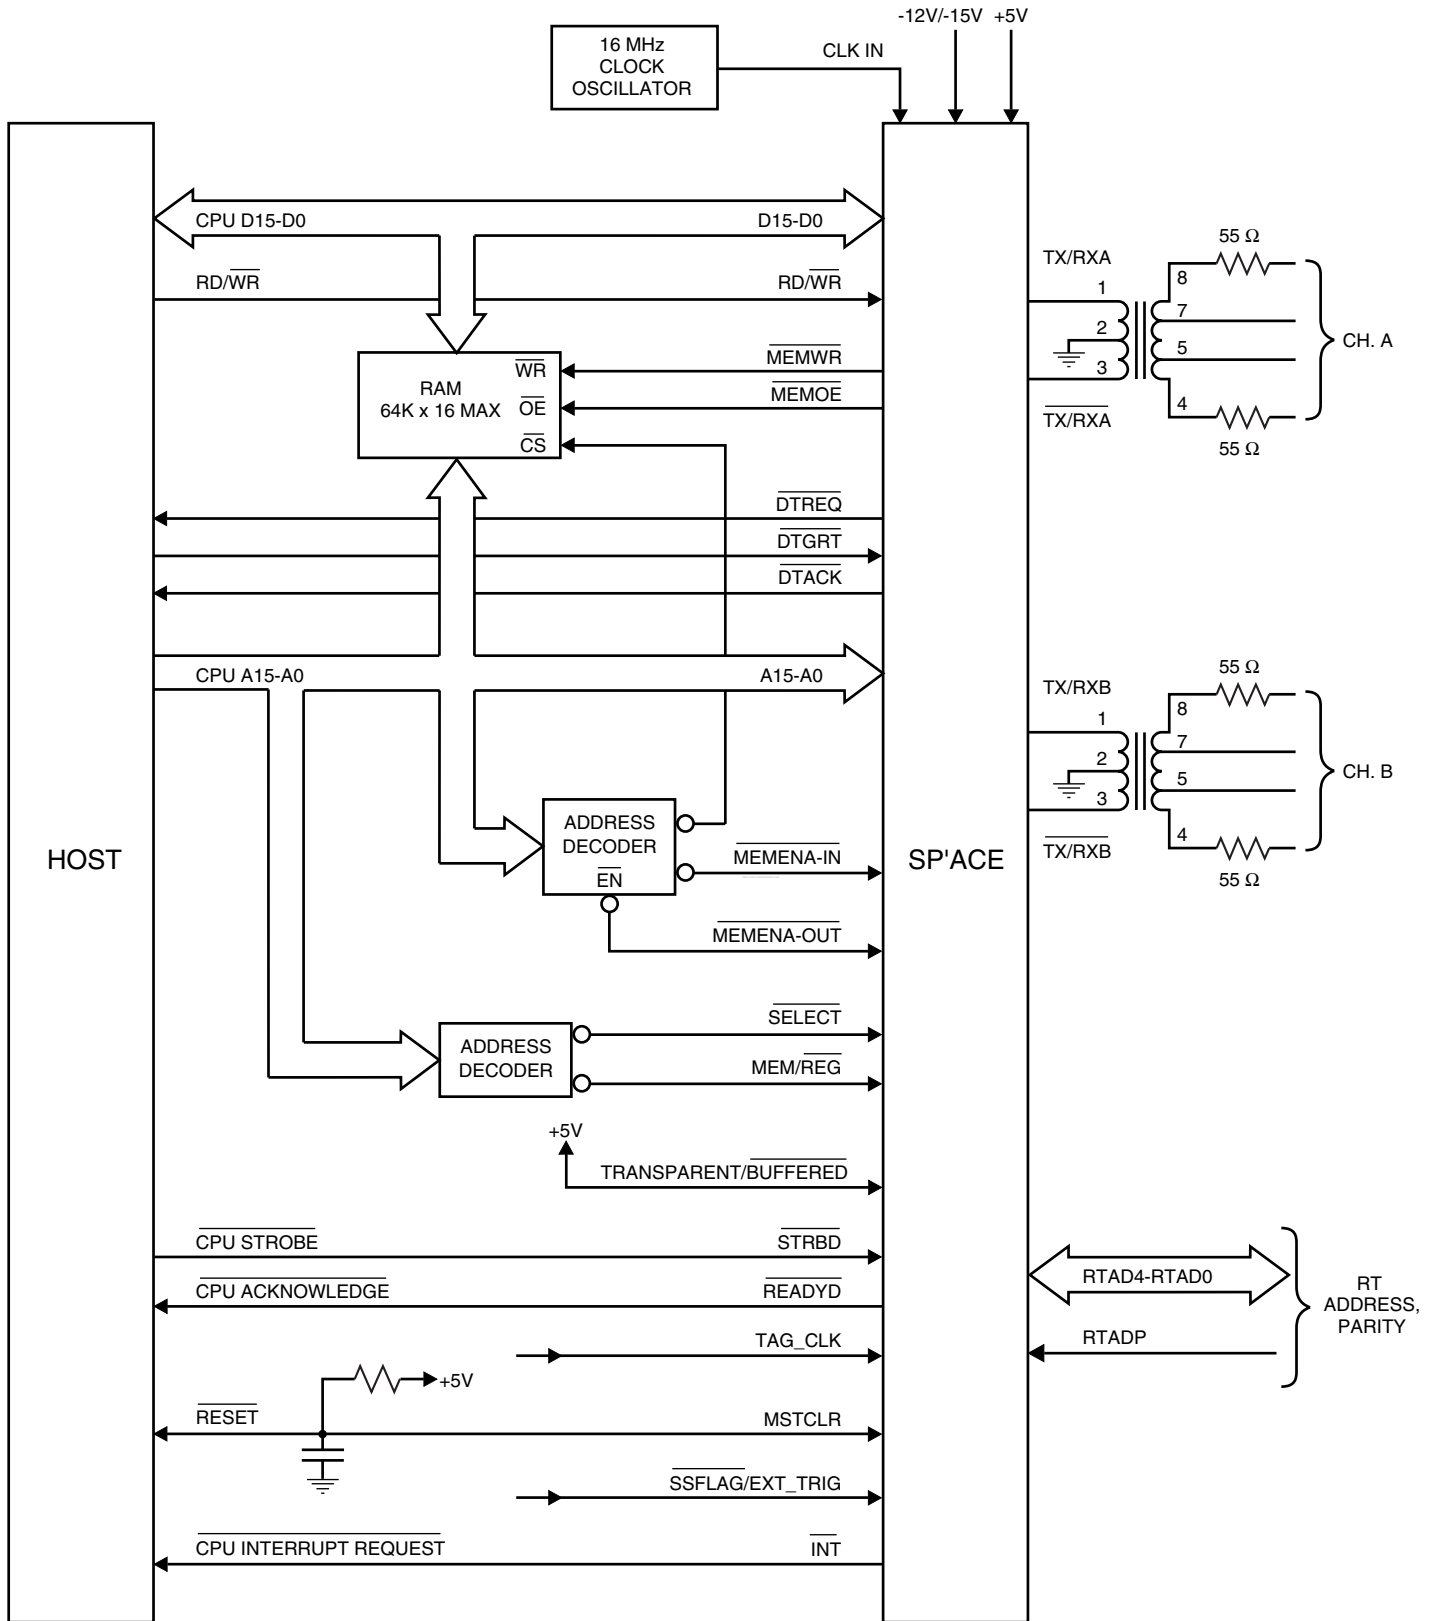 -12V/-15V +5V
16 MHz
CLOCK
OSCILLATOR
CLK IN
CPU D15-D0
D15-D0
RD/WR
RD/WR
RAM
64K x 16 MAX
WR
OE
CS
MEMWR
MEMOE
TX/RXA
1
2
3
TX/RXA
8
7
5
4
55 Ω
55 Ω
CH. A
DTREQ
DTGRT
DTACK
CPU A15-A0
A15-A0
TX/RXB
1
2
3
TX/RXB
8
7
5
4
55 Ω
55 Ω
CH. B
HOST
ADDRESS
DECODER
EN
MEMENA-IN
SP'ACE
MEMENA-OUT
ADDRESS
DECODER
SELECT
MEM/REG
+5V
TRANSPARENT/BUFFERED
CPU STROBE
STRBD
CPU ACKNOWLEDGE
READYD
RTAD4-RTAD0
RTADP
RT
ADDRESS,
PARITY
TAG_CLK
+5V
RESET
MSTCLR
SSFLAG/EXT_TRIG
CPU INTERRUPT REQUEST
INT